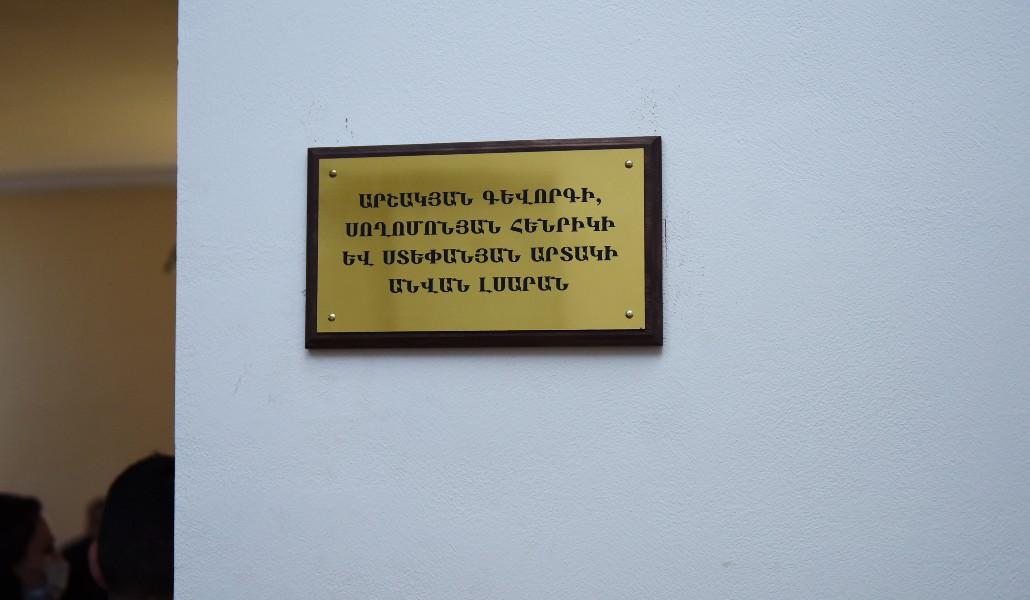 ԱՐՇԱԿՅԱՆ ԳԵՎՈՐԳԻ,
ՍՈՂՈՄՈՆՅԱՆ ՀԵՆՐԻԿԻ
ԵՎ ՍՏԵՓԱՆՅԱՆ ԱՐՏԱԿԻ
ԱՆՎԱՆ ԼՍԱՐԱՆ